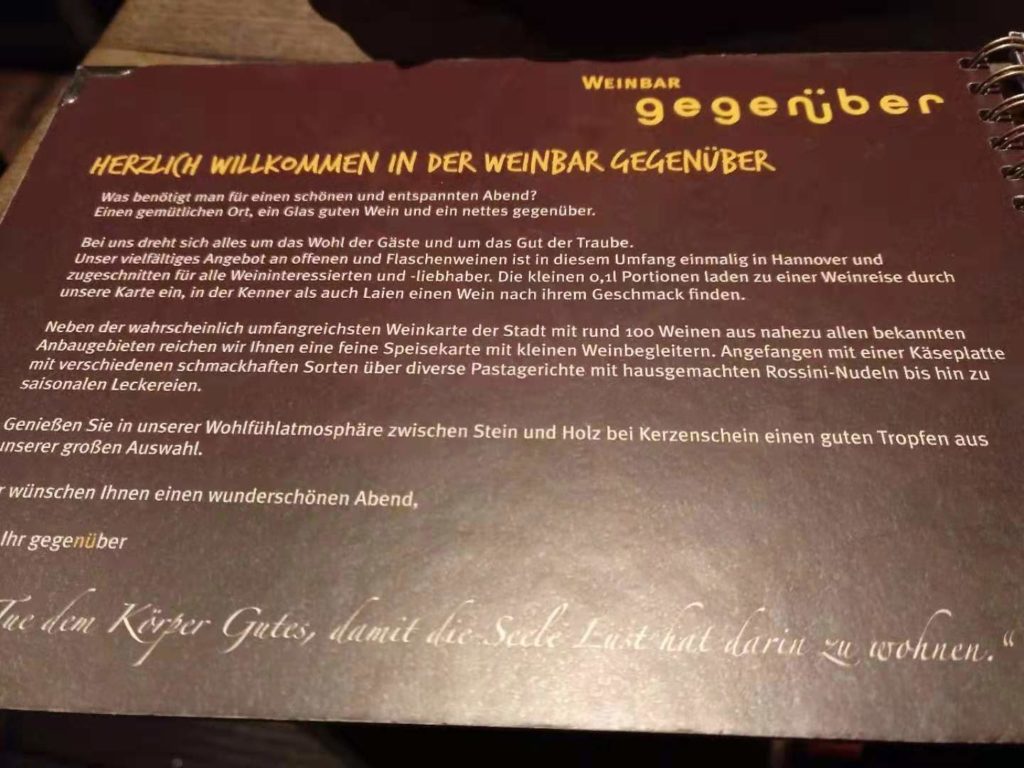 WEINBAR
gegenüber
HERZLICH WILLKOMMEN IN DER WEINBAR GEGENÜBER
Was benötigt man für einen schönen und entspannten Abend?
Einen gemütlichen Ort, ein Glas guten Wein und ein nettes gegenüber.
Bei uns dreht sich alles um das Wohl der Gäste und um das Gut der Traube.
Unser vielfältiges Angebot an offenen und Flaschenweinen ist in diesem Umfang einmalig in Hannover und
zugeschnitten für alle Weininteressierten und -liebhaber. Die kleinen 0,1l Portionen laden zu einer Weinreise durch
unsere Karte ein, in der Kenner als auch Laien einen Wein nach ihrem Geschmack finden.
Neben der wahrscheinlich umfangreichsten Weinkarte der Stadt mit rund 100 Weinen aus nahezu allen bekannten
Anbaugebieten reichen wir Ihnen eine feine Speisekarte mit kleinen Weinbegleitern. Angefangen mit einer Käseplatte
mit verschiedenen schmackhaften Sorten über diverse Pastagerichte mit hausgemachten Rossini-Nudeln bis hin zu
saisonalen Leckereien.
Genießen Sie in unserer Wohlfühlatmosphäre zwischen Stein und Holz bei Kerzenschein einen guten Tropfen aus
unserer großen Auswahl.
r wünschen Ihnen einen wunderschönen Abend,
Ihr gegenüber
Tue dem Körper Gutes, damit die Seele Lust hat darin zu wohnen.“